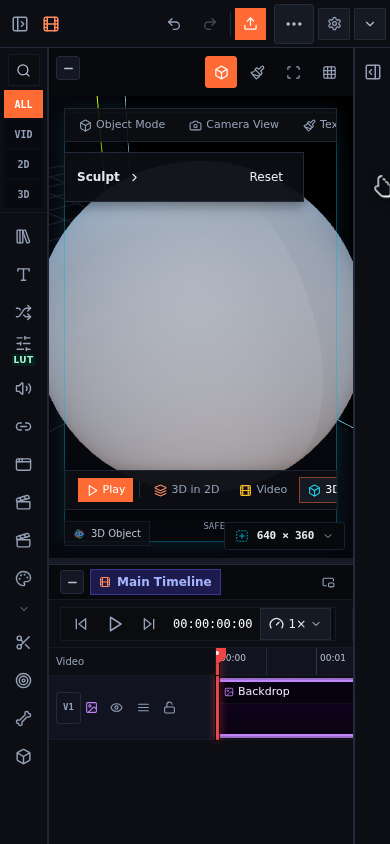 ALL
VID
2D
3D
LUT
Object Mode
Camera View
Tex
Sculpt
Reset
Play
3D in 2D
Video
3D
3D Object
SAFE
640 × 360
Main Timeline
00:00:00:00
1×
Video
00:00
00:01
V1
Backdrop